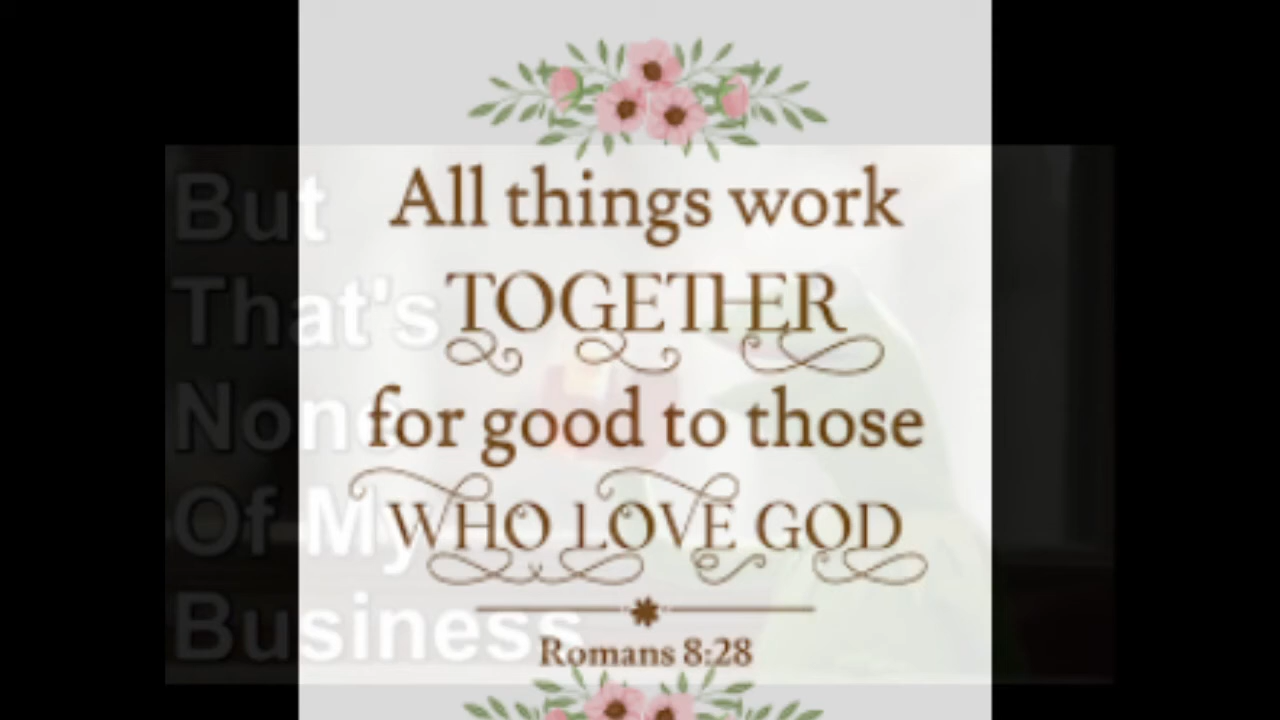 All things work
TOGETHER
for good to those
WHO LOVE GOD
Romans 8:28
But
That's
None
Of My
Business